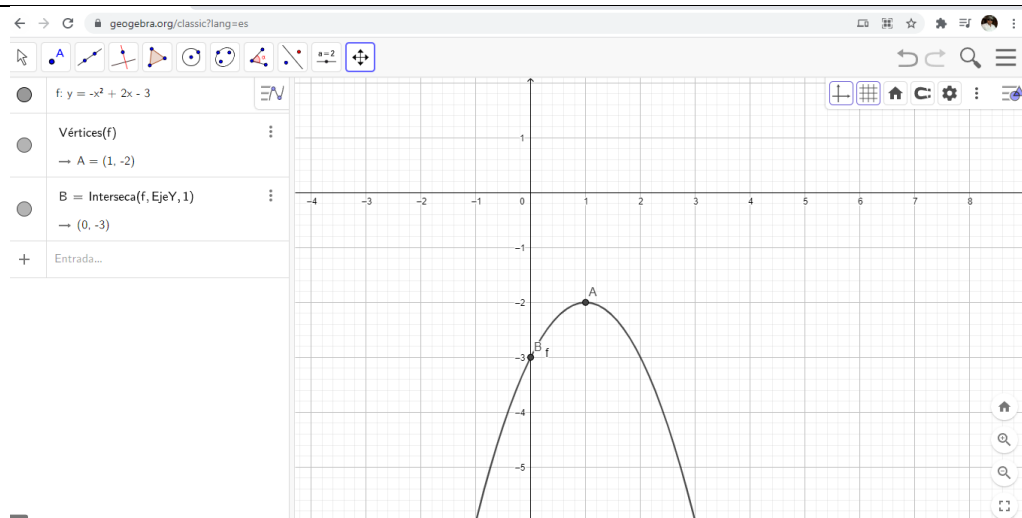 geogebra.org/classic?lang=es
A
a=2
f: y = -x² + 2x - 3
Vértices(f)
→ A = (1, -2)
B = Interseca(f, EjeY, 1)
→ (0, -3)
+ Entrada...
1
-4 -3 -2 -1 0 1 2 3 4 5 6 7 8
-1
A
-2
B
f
-3
-4
-5